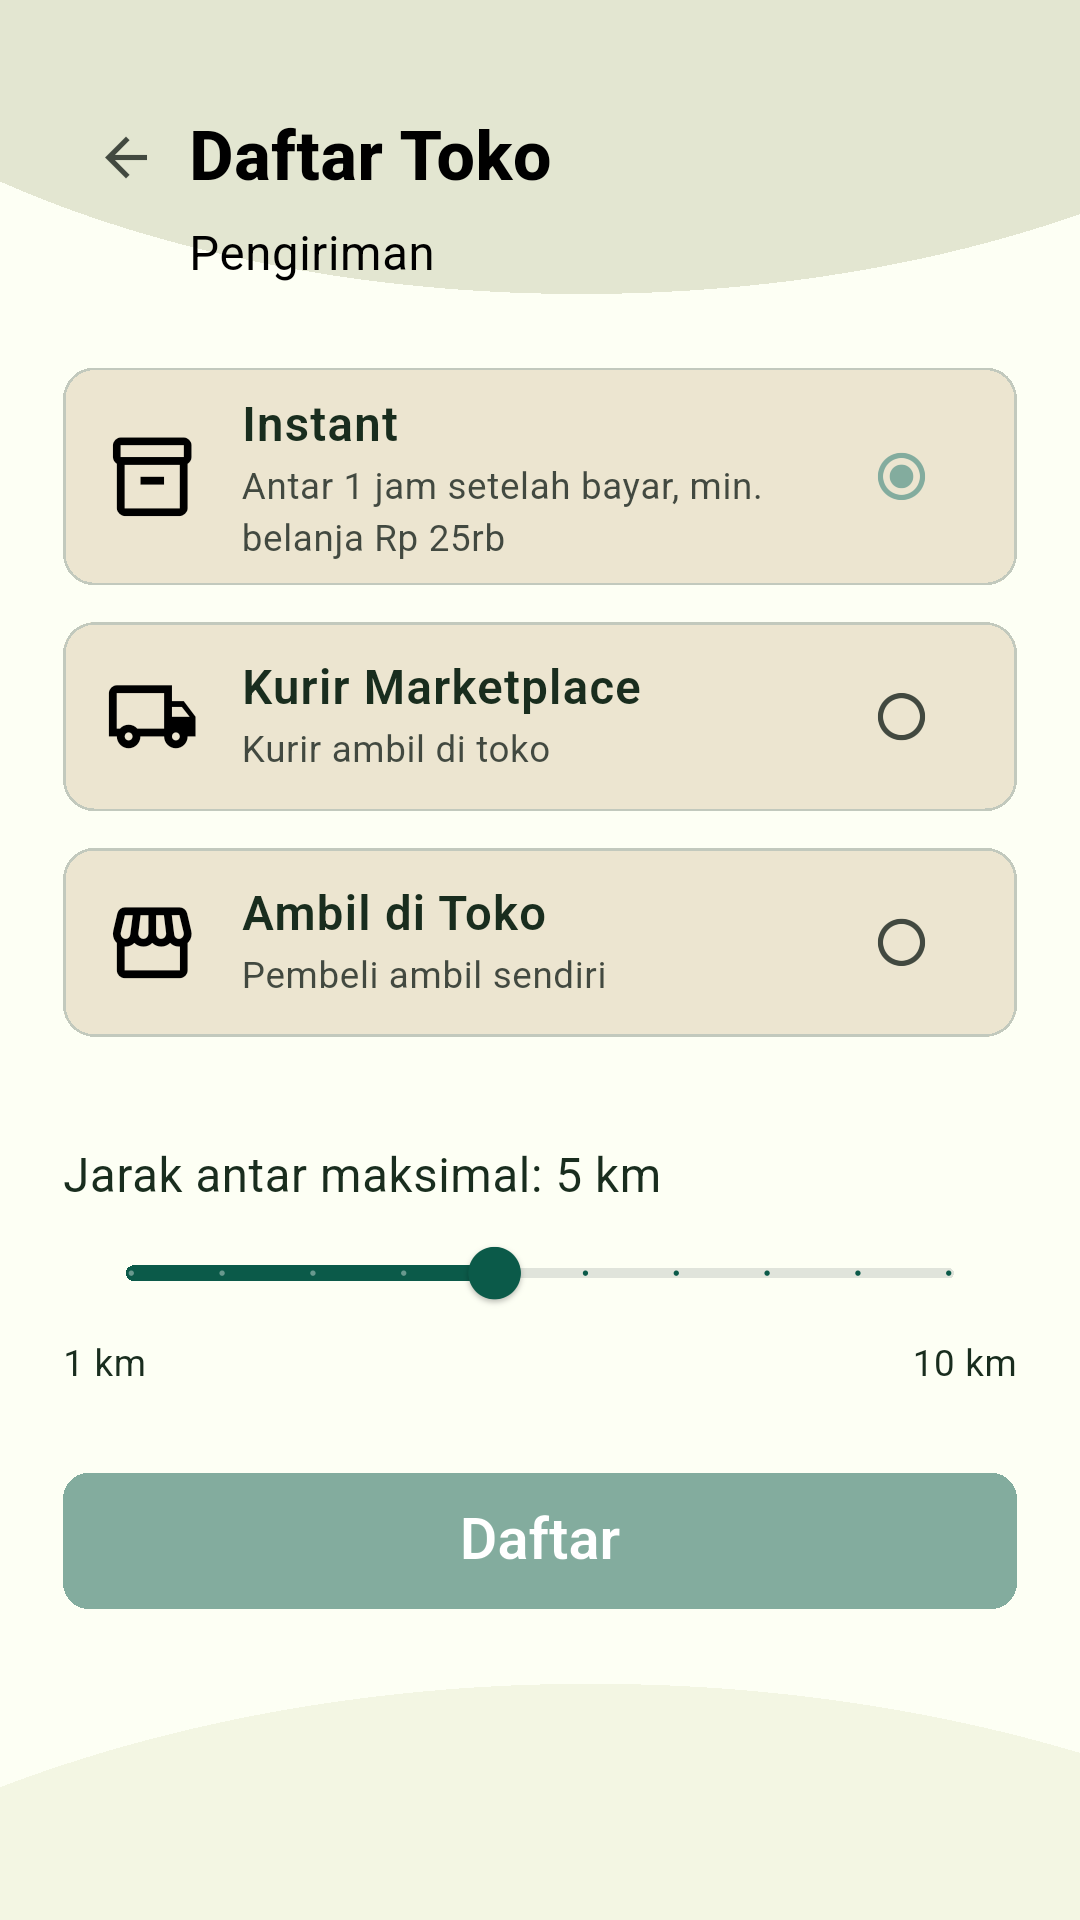 Daftar Toko
Pengiriman
Instant
Antar 1 jam setelah bayar, min.
belanja Rp 25rb
Kurir Marketplace
Kurir ambil di toko
Ambil di Toko
Pembeli ambil sendiri
Jarak antar maksimal: 5 km
1 km
10 km
Daftar